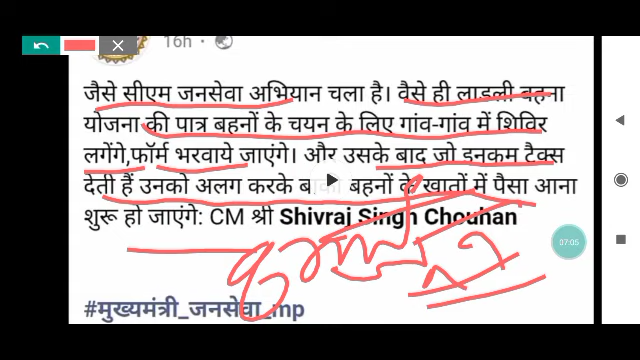 16h ·
जैसे सीएम जनसेवा अभियान चला है। वैसे ही लाडली बहना
योजना की पात्र बहनों के चयन के लिए गांव-गांव में शिविर
लगेंगे,फॉर्म भरवाये जाएंगे। और उसके बाद जो इनकम टैक्स
देती हैं उनको अलग करके बाकी बहनों के खातों में पैसा आना
शुरू हो जाएंगे: CM श्री Shivraj Singh Chouhan
07:05
#मुख्यमंत्री_जनसेवा_mp